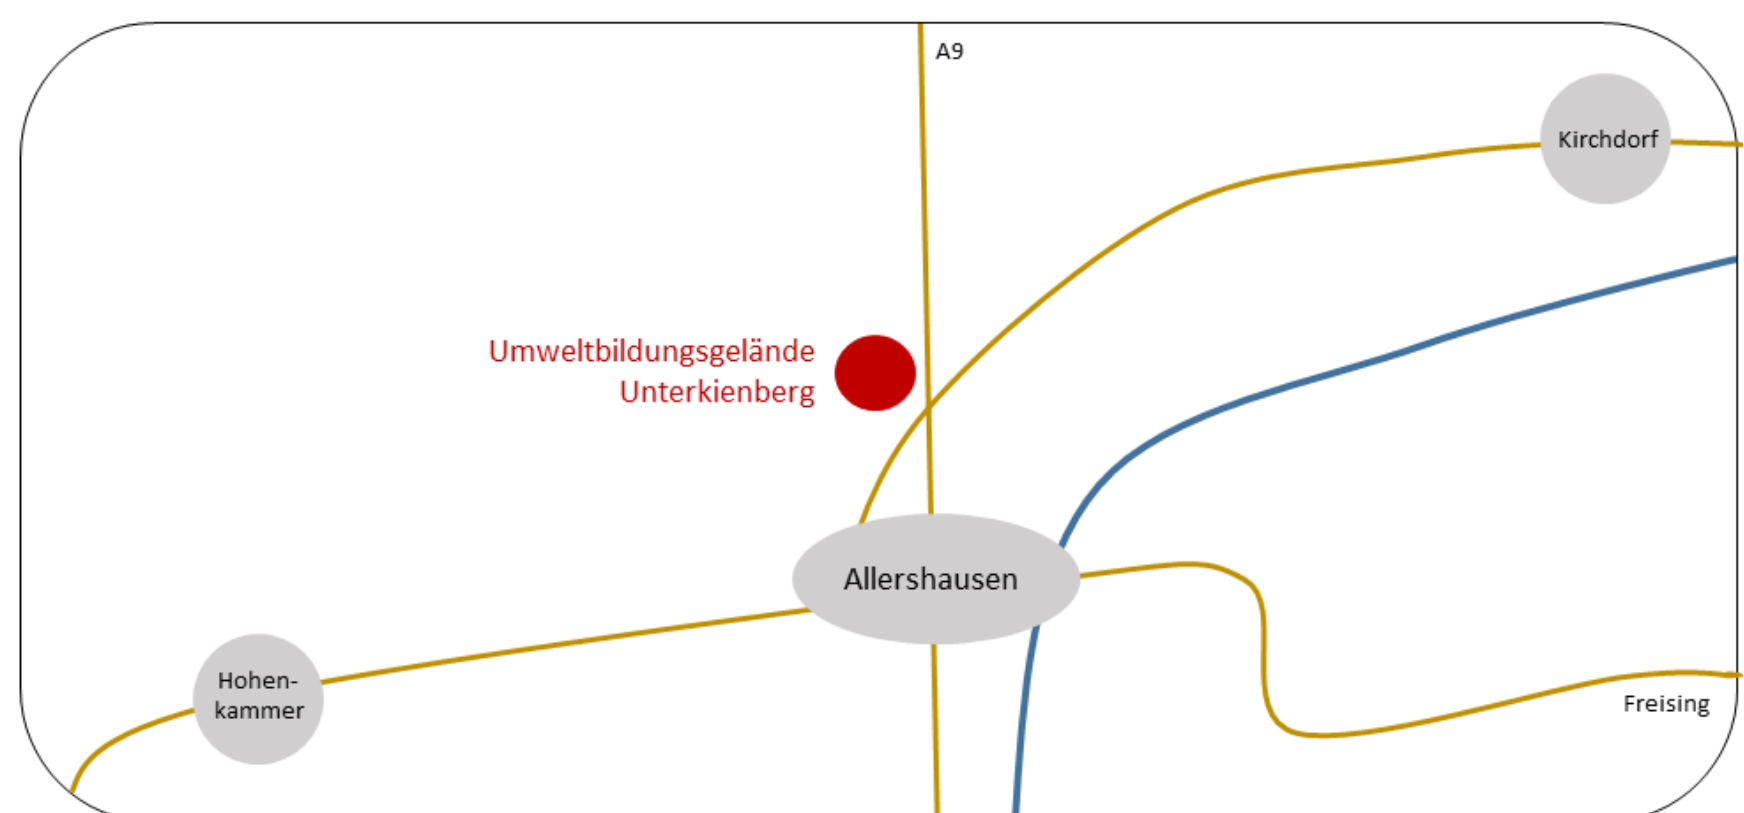 A9
Kirchdorf
Umweltbildungsgelände
Unterkienberg
Allershausen
Hohen-
kammer
Freising